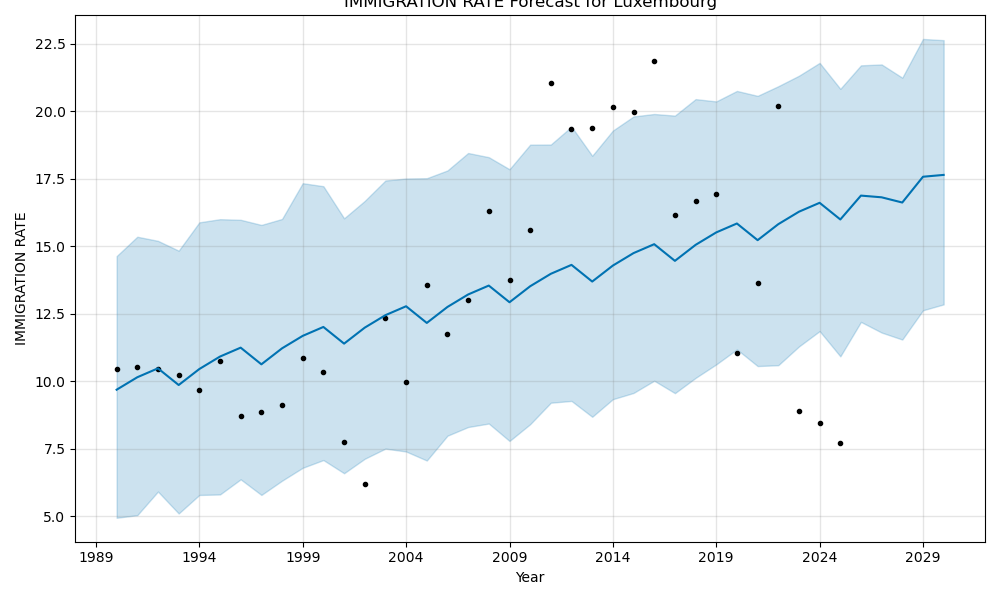 IMMIGRATION RATE Forecast for Luxembourg
22.5
20.0
17.5
15.0
12.5
10.0
7.5
5.0
IMMIGRATION RATE
1989 1994 1999 2004 2009 2014 2019 2024 2029
Year